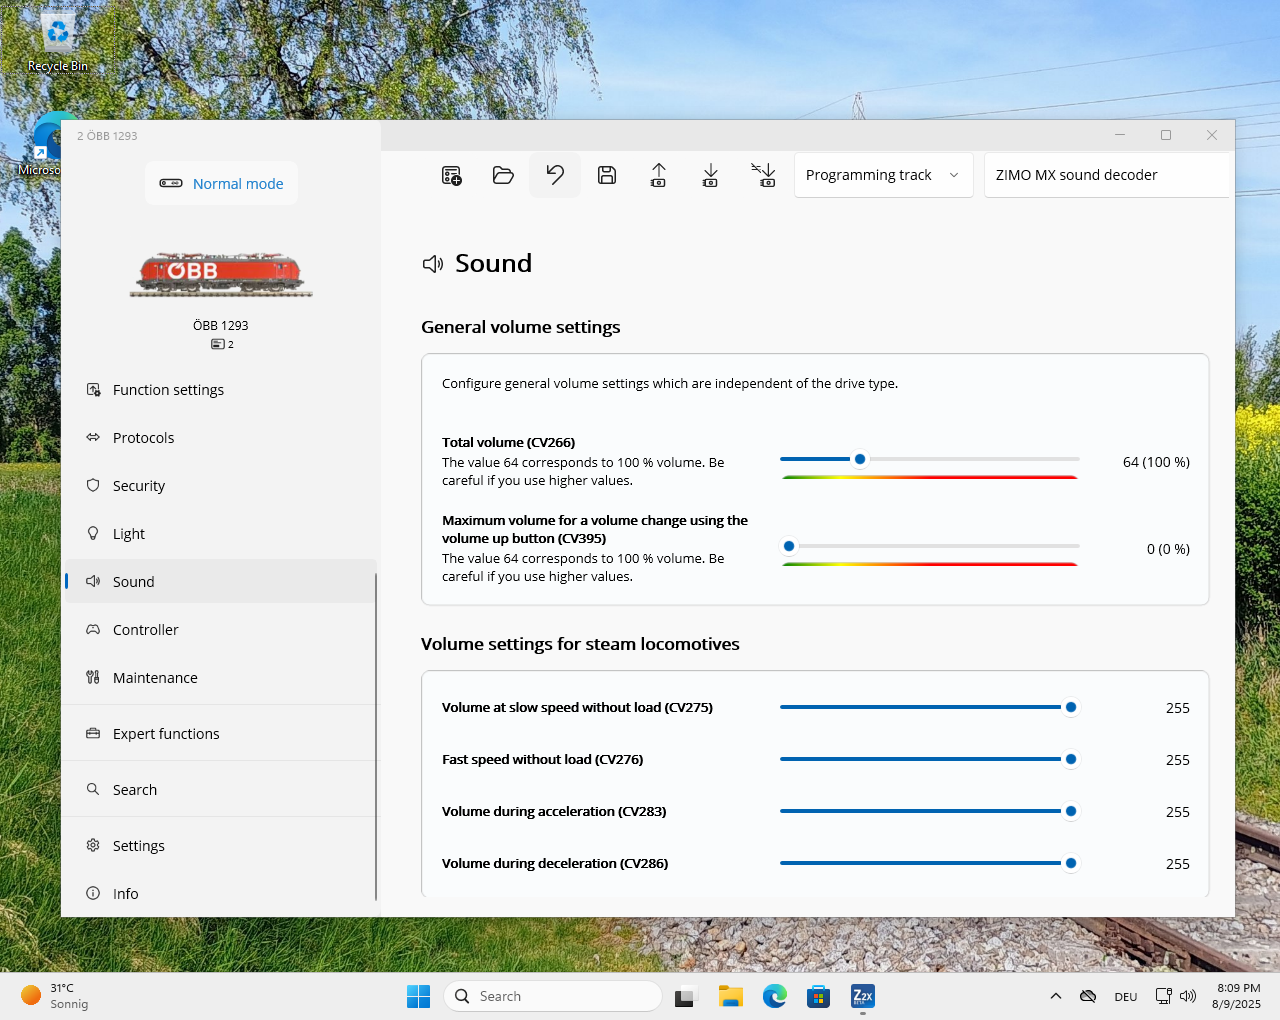 Recycle Bin
Microso
2 ÖBB 1293
Normal mode
Programming track
ZIMO MX sound decoder
ÖBB
ÖBB 1293
2
Function settings
Protocols
Security
Light
Sound
Controller
Maintenance
Expert functions
Search
Settings
Info
Sound
General volume settings
Configure general volume settings which are independent of the drive type.
Total volume (CV266)
The value 64 corresponds to 100 % volume. Be
careful if you use higher values.
64 (100 %)
Maximum volume for a volume change using the
volume up button (CV395)
The value 64 corresponds to 100 % volume. Be
careful if you use higher values.
0 (0 %)
Volume settings for steam locomotives
Volume at slow speed without load (CV275)
255
Fast speed without load (CV276)
255
Volume during acceleration (CV283)
255
Volume during deceleration (CV286)
255
31°C
Sonnig
Search
Z2X
BETA
DEU
8:09 PM
8/9/2025